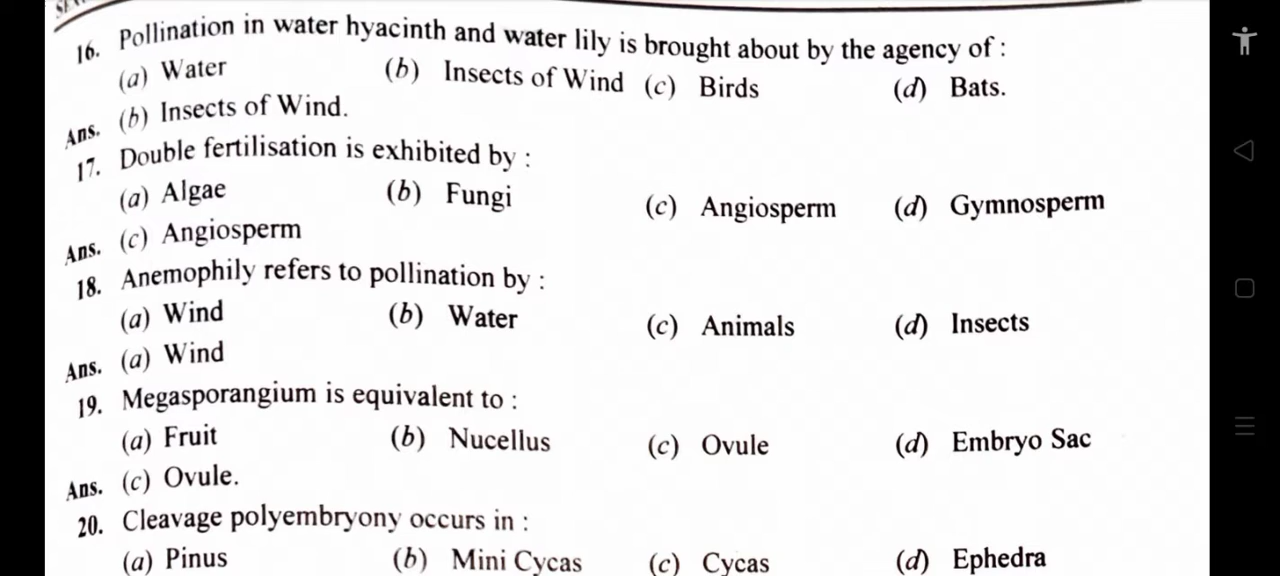 16. Pollination in water hyacinth and water lily is brought about by the agency of :
(a) Water (b) Insects of Wind (c) Birds (d) Bats.
Ans. (b) Insects of Wind.
17. Double fertilisation is exhibited by :
(a) Algae (b) Fungi (c) Angiosperm (d) Gymnosperm
Ans. (c) Angiosperm
18. Anemophily refers to pollination by :
(a) Wind (b) Water (c) Animals (d) Insects
Ans. (a) Wind
19. Megasporangium is equivalent to :
(a) Fruit (b) Nucellus (c) Ovule (d) Embryo Sac
Ans. (c) Ovule.
20. Cleavage polyembryony occurs in :
(a) Pinus (b) Mini Cycas (c) Cycas (d) Ephedra